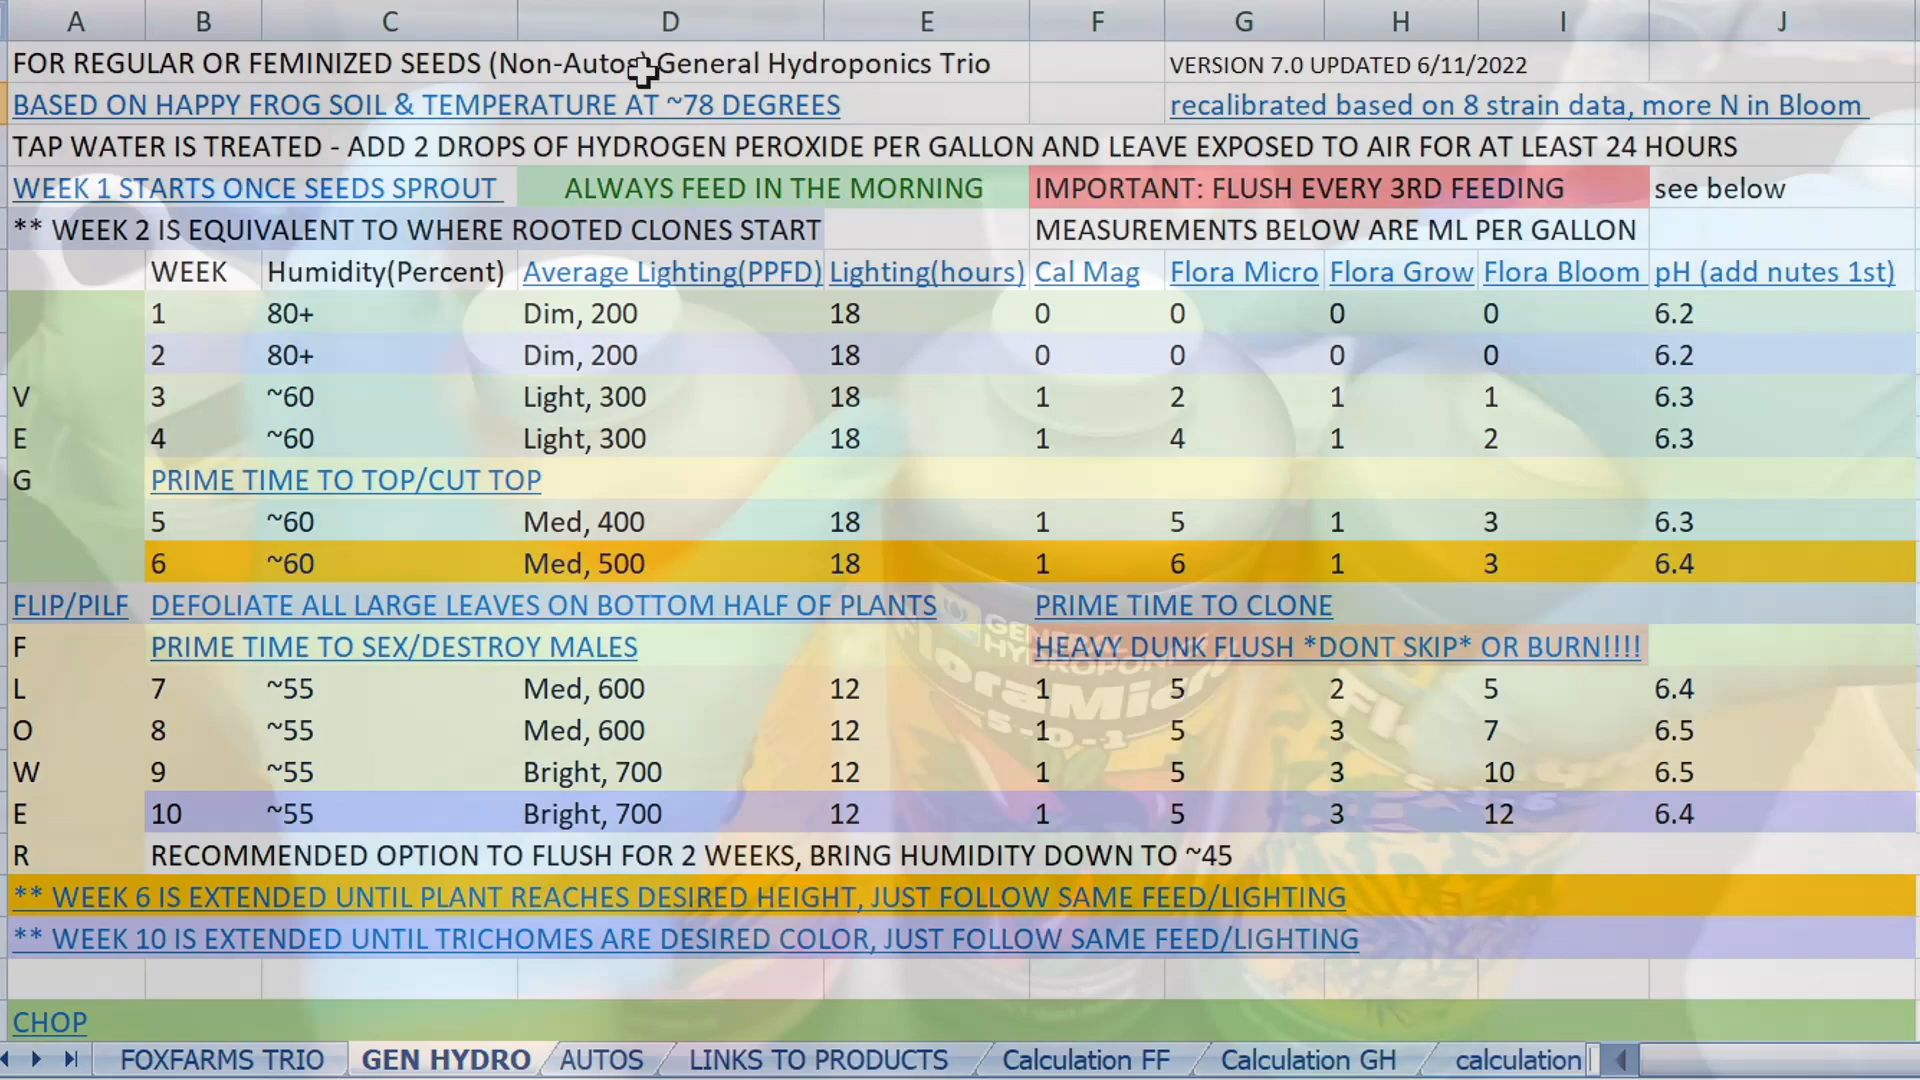 A B C D E F G H I J
FOR REGULAR OR FEMINIZED SEEDS (Non-Autos) General Hydroponics Trio VERSION 7.0 UPDATED 6/11/2022
BASED ON HAPPY FROG SOIL & TEMPERATURE AT ~78 DEGREES recalibrated based on 8 strain data, more N in Bloom
TAP WATER IS TREATED - ADD 2 DROPS OF HYDROGEN PEROXIDE PER GALLON AND LEAVE EXPOSED TO AIR FOR AT LEAST 24 HOURS
WEEK 1 STARTS ONCE SEEDS SPROUT ALWAYS FEED IN THE MORNING IMPORTANT: FLUSH EVERY 3RD FEEDING see below
** WEEK 2 IS EQUIVALENT TO WHERE ROOTED CLONES START MEASUREMENTS BELOW ARE ML PER GALLON
WEEK Humidity(Percent) Average Lighting(PPFD) Lighting(hours) Cal Mag Flora Micro Flora Grow Flora Bloom pH (add nutes 1st)
1 80+ Dim, 200 18 0 0 0 0 6.2
2 80+ Dim, 200 18 0 0 0 0 6.2
V 3 ~60 Light, 300 18 1 2 1 1 6.3
E 4 ~60 Light, 300 18 1 4 1 2 6.3
G PRIME TIME TO TOP/CUT TOP
5 ~60 Med, 400 18 1 5 1 3 6.3
6 ~60 Med, 500 18 1 6 1 3 6.4
FLIP/PILF DEFOLIATE ALL LARGE LEAVES ON BOTTOM HALF OF PLANTS PRIME TIME TO CLONE
F PRIME TIME TO SEX/DESTROY MALES HEAVY DUNK FLUSH *DONT SKIP* OR BURN!!!!
L 7 ~55 Med, 600 12 1 5 2 5 6.4
O 8 ~55 Med, 600 12 1 5 3 7 6.5
W 9 ~55 Bright, 700 12 1 5 3 10 6.5
E 10 ~55 Bright, 700 12 1 5 3 12 6.4
R RECOMMENDED OPTION TO FLUSH FOR 2 WEEKS, BRING HUMIDITY DOWN TO ~45
** WEEK 6 IS EXTENDED UNTIL PLANT REACHES DESIRED HEIGHT, JUST FOLLOW SAME FEED/LIGHTING
** WEEK 10 IS EXTENDED UNTIL TRICHOMES ARE DESIRED COLOR, JUST FOLLOW SAME FEED/LIGHTING
CHOP
FOXFARMS TRIO GEN HYDRO AUTOS LINKS TO PRODUCTS Calculation FF Calculation GH calculation
GENERAL
HYDROPONICS
FloraMicro
5-0-1